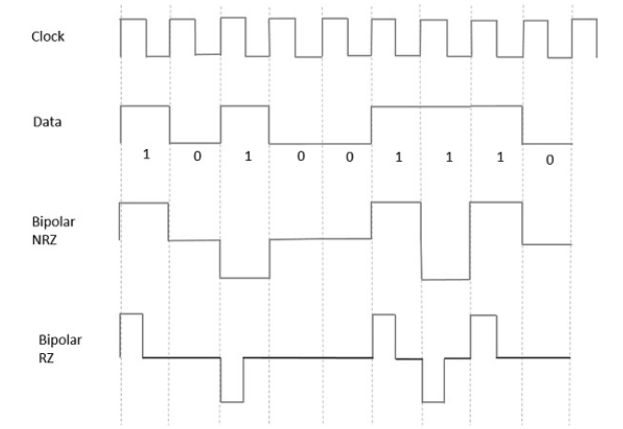 Clock
Data
1 0 1 0 0 1 1 1 0
Bipolar
NRZ
Bipolar
RZ